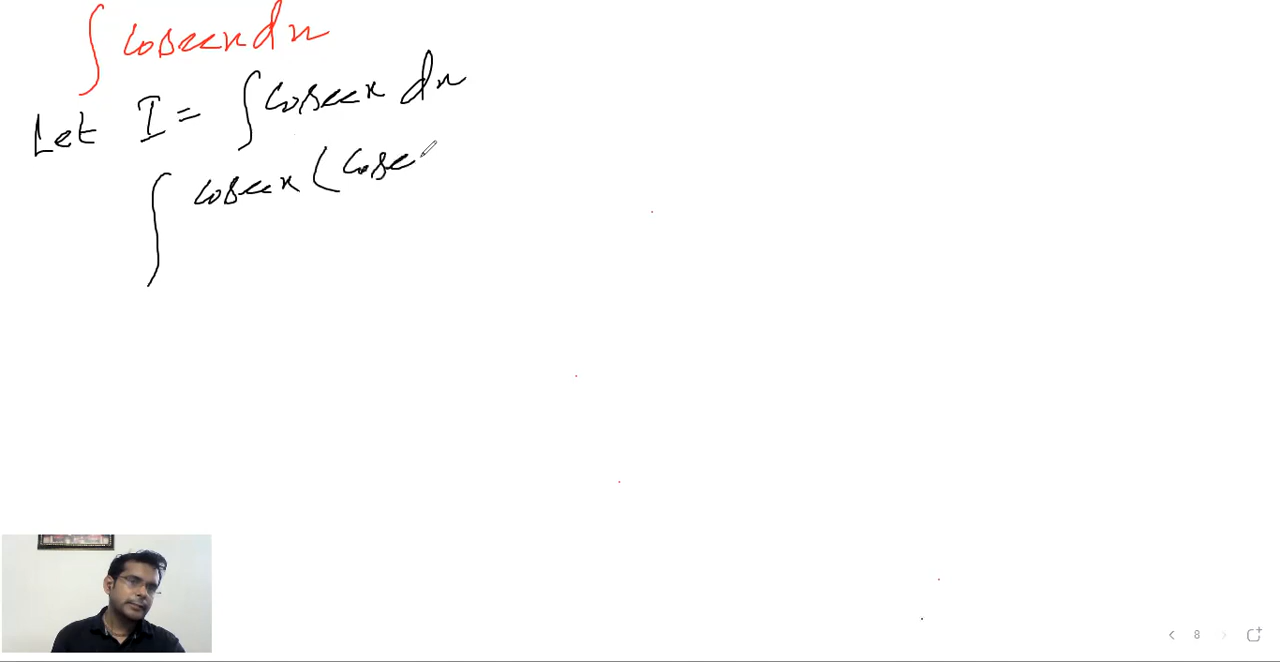 ∫ cosecx dx
Let I = ∫ cosecx dx
∫ cosecx ( cosec
8